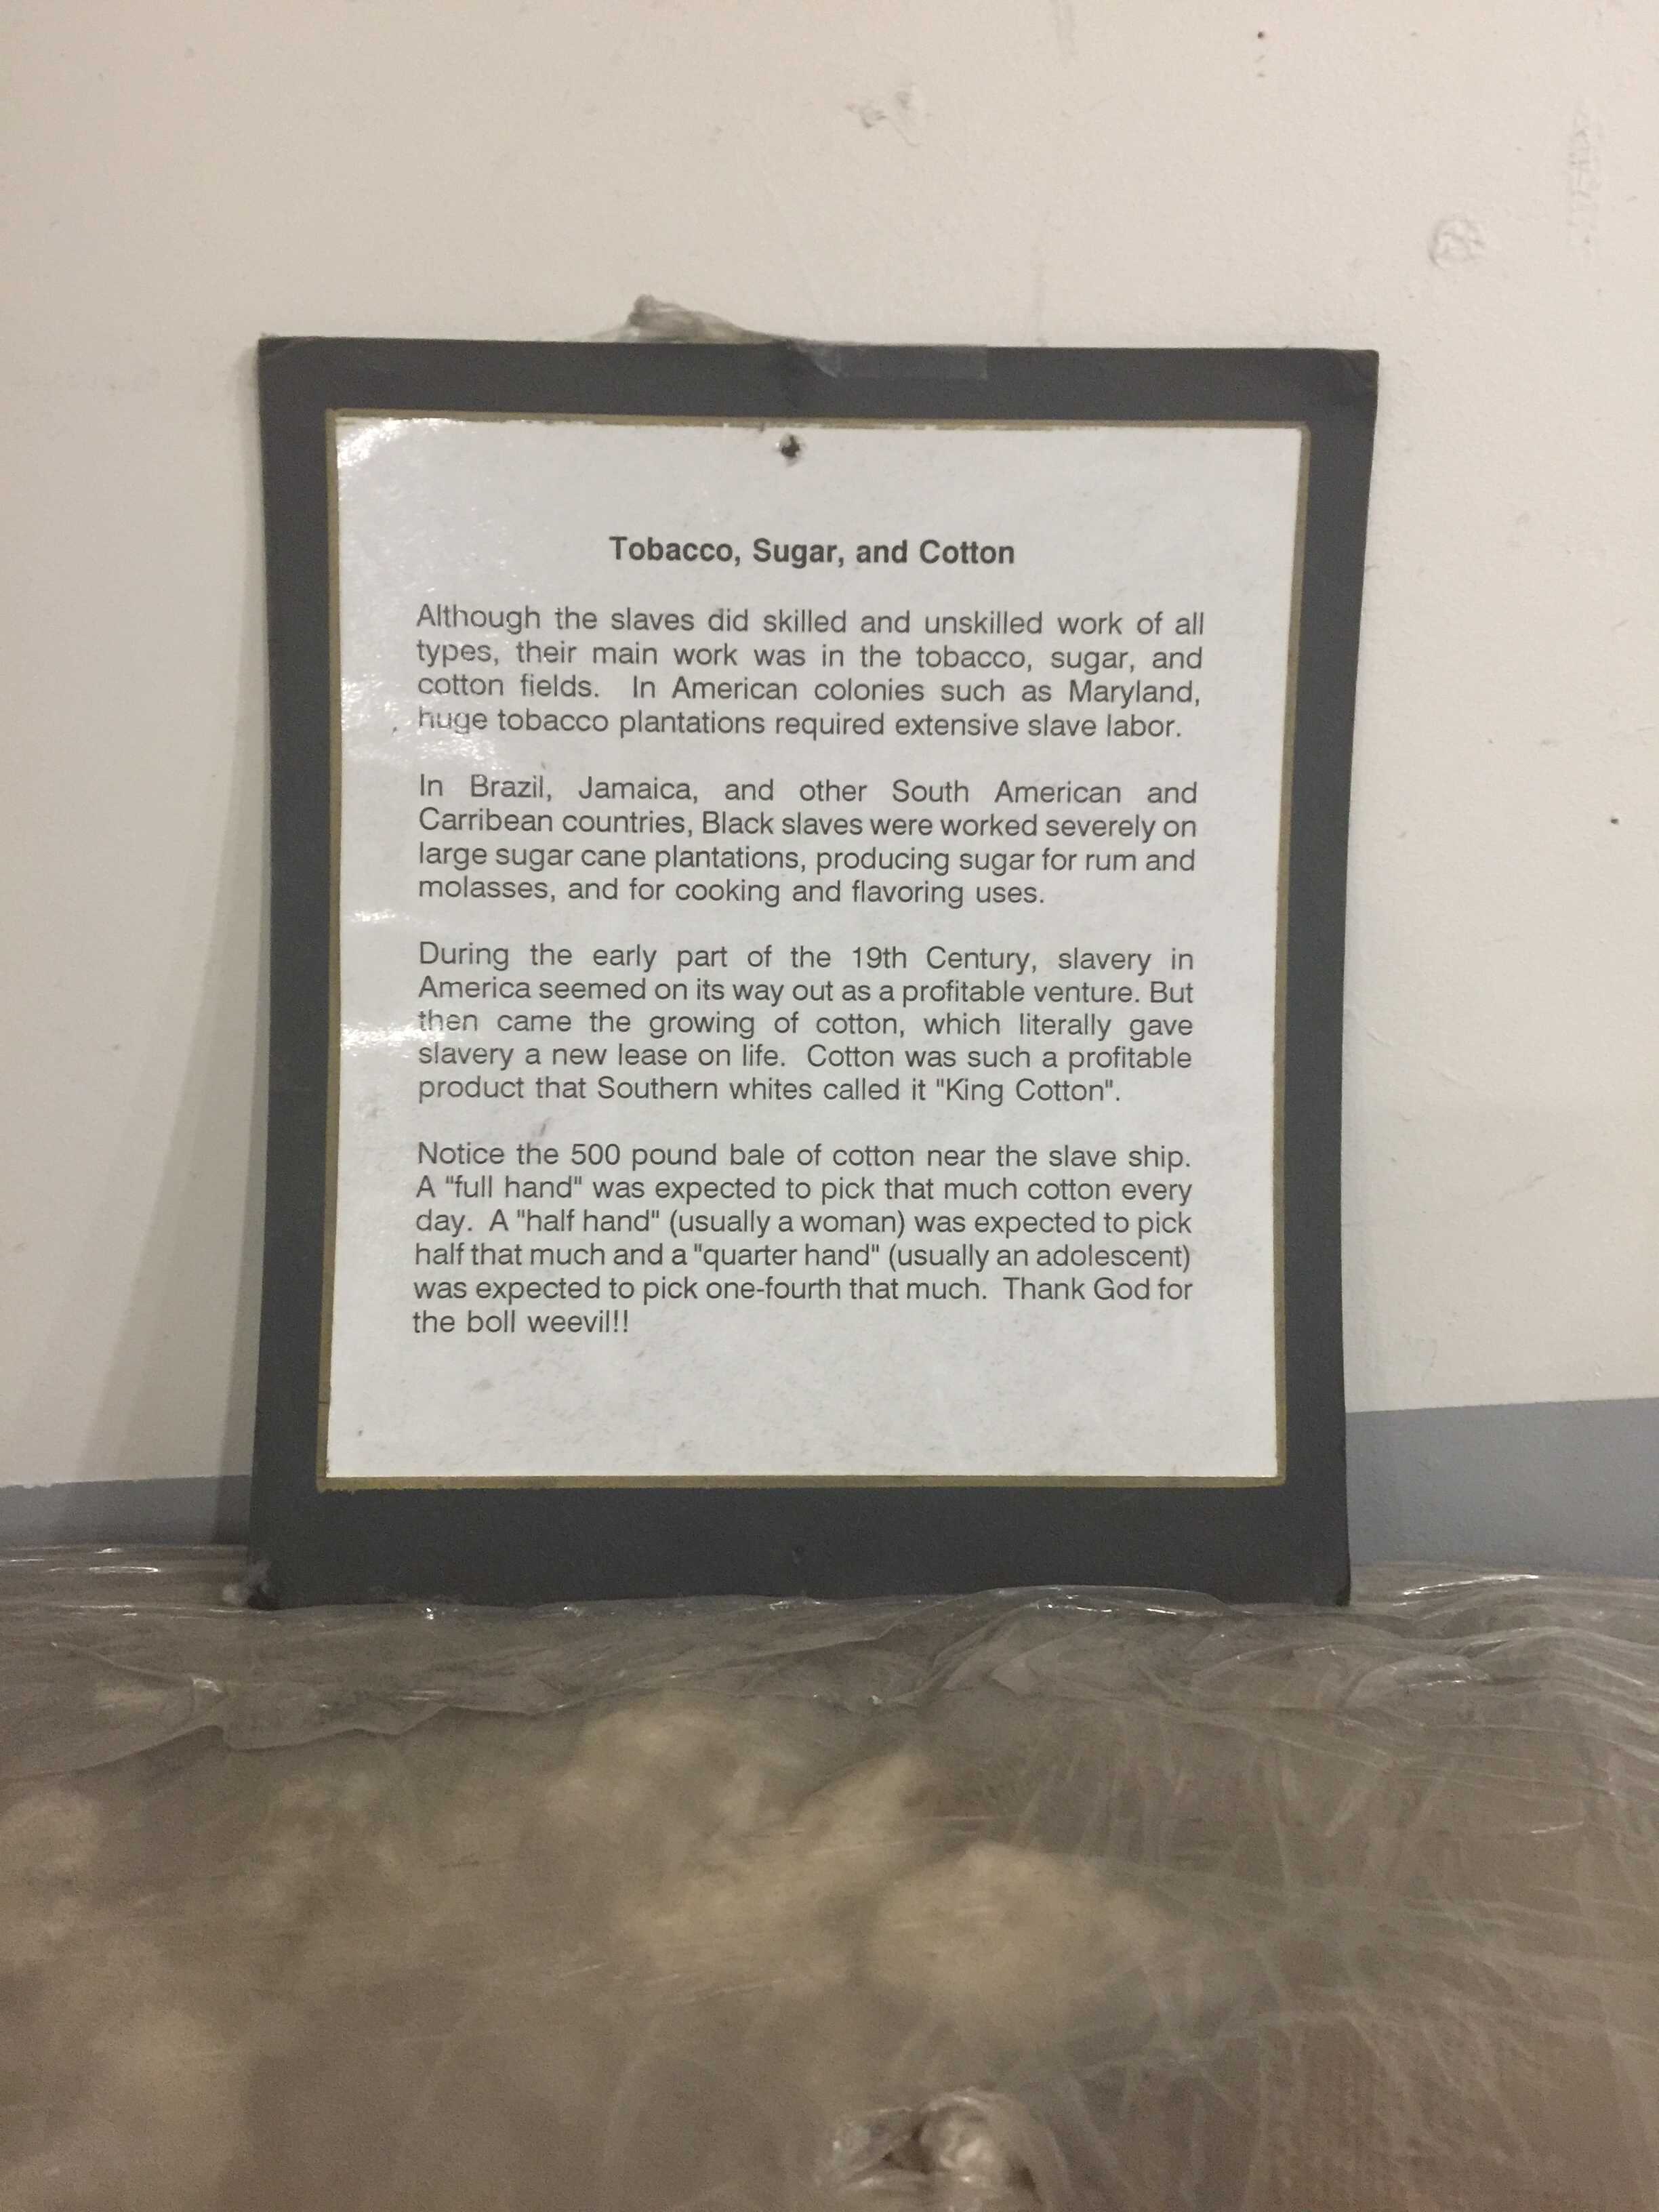 Tobacco, Sugar, and Cotton
Although the slaves did skilled and unskilled work of all
types, their main work was in the tobacco, sugar, and
cotton fields. In American colonies such as Maryland,
huge tobacco plantations required extensive slave labor.
In Brazil, Jamaica, and other South American and
Carribean countries, Black slaves were worked severely on
large sugar cane plantations, producing sugar for rum and
molasses, and for cooking and flavoring uses.
During the early part of the 19th Century, slavery in
America seemed on its way out as a profitable venture. But
then came the growing of cotton, which literally gave
slavery a new lease on life. Cotton was such a profitable
product that Southern whites called it "King Cotton".
Notice the 500 pound bale of cotton near the slave ship.
A "full hand" was expected to pick that much cotton every
day. A "half hand" (usually a woman) was expected to pick
half that much and a "quarter hand" (usually an adolescent)
was expected to pick one-fourth that much. Thank God for
the boll weevil!!